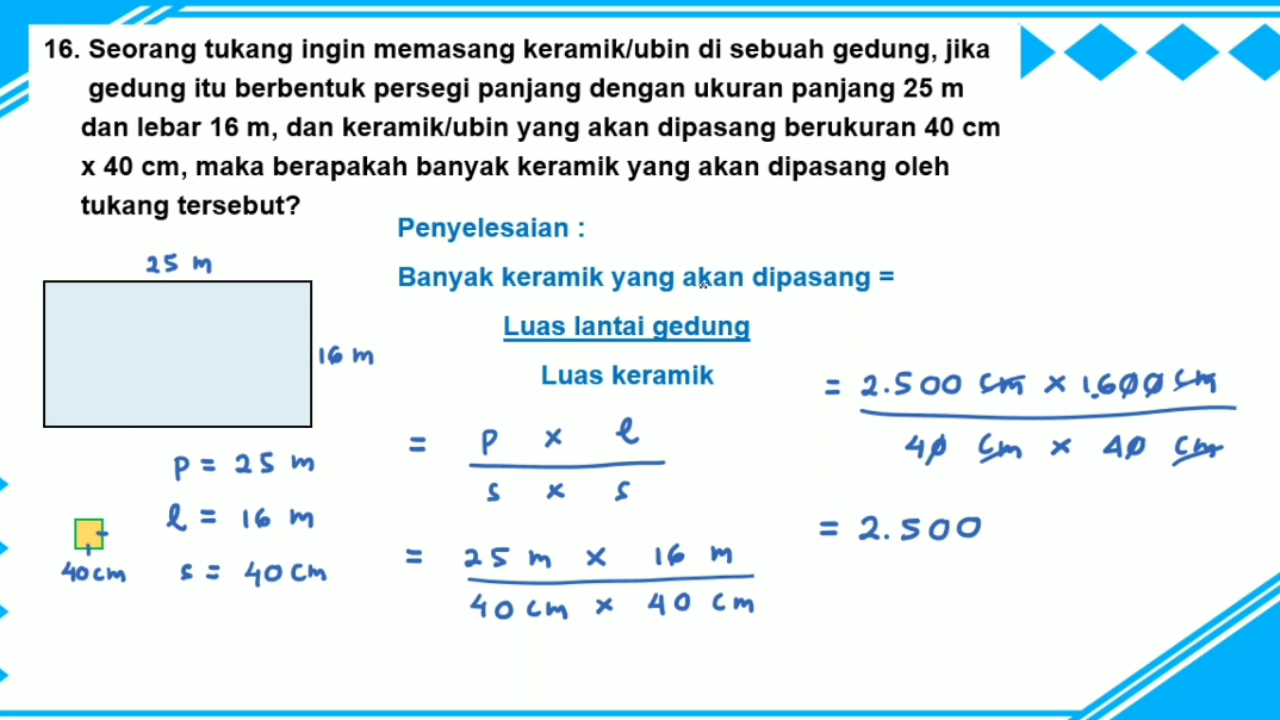 16. Seorang tukang ingin memasang keramik/ubin di sebuah gedung, jika
gedung itu berbentuk persegi panjang dengan ukuran panjang 25 m
dan lebar 16 m, dan keramik/ubin yang akan dipasang berukuran 40 cm
x 40 cm, maka berapakah banyak keramik yang akan dipasang oleh
tukang tersebut?
25 m
16 m
p = 25 m
l = 16 m
40 cm
s = 40 cm
Penyelesaian :
Banyak keramik yang akan dipasang =
Luas lantai gedung
Luas keramik
= p x l
s x s
= 25 m x 16 m
40 cm x 40 cm
= 2.500 cm x 1.600 cm
40 cm x 40 cm
= 2.500